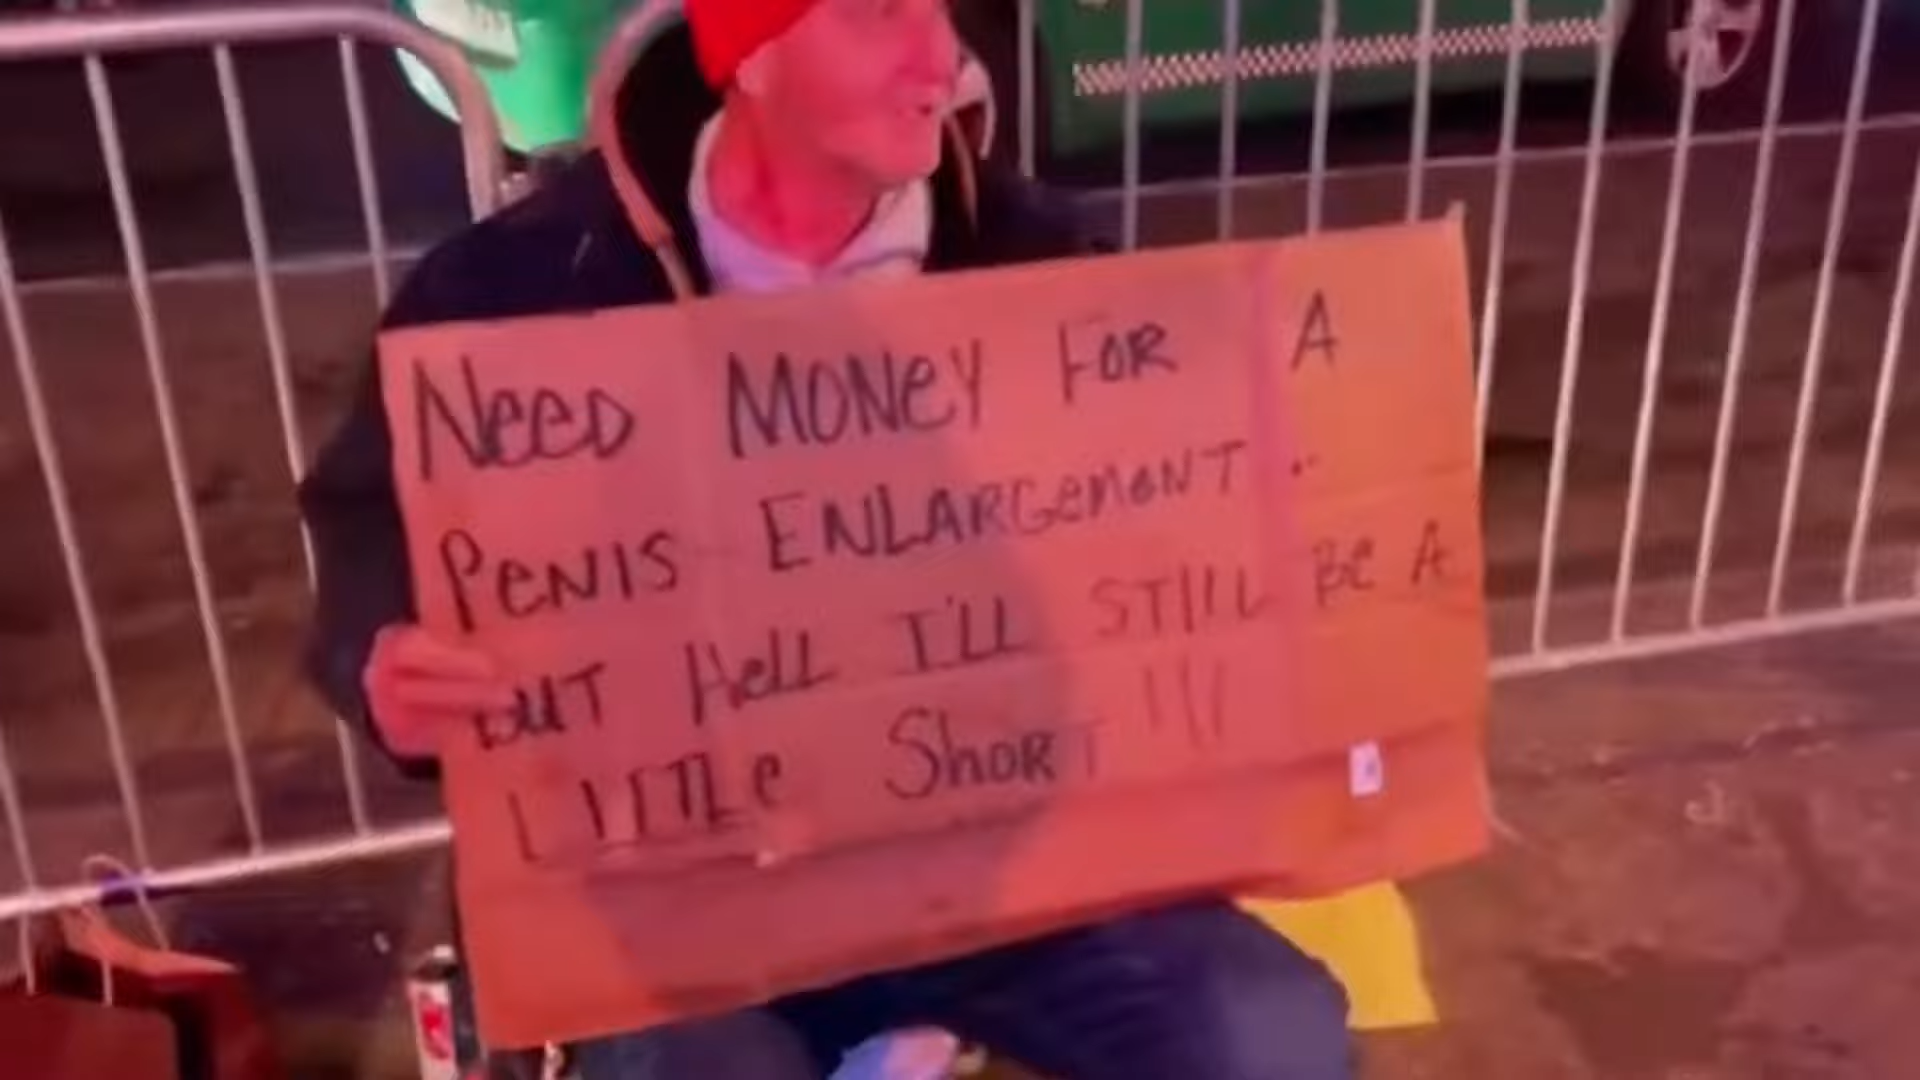 NeeD MONeY FOR A
PeNIS ENLARGemeNT ..
BuT Hell I'LL STILL Be A
LITTLe ShORT !!!